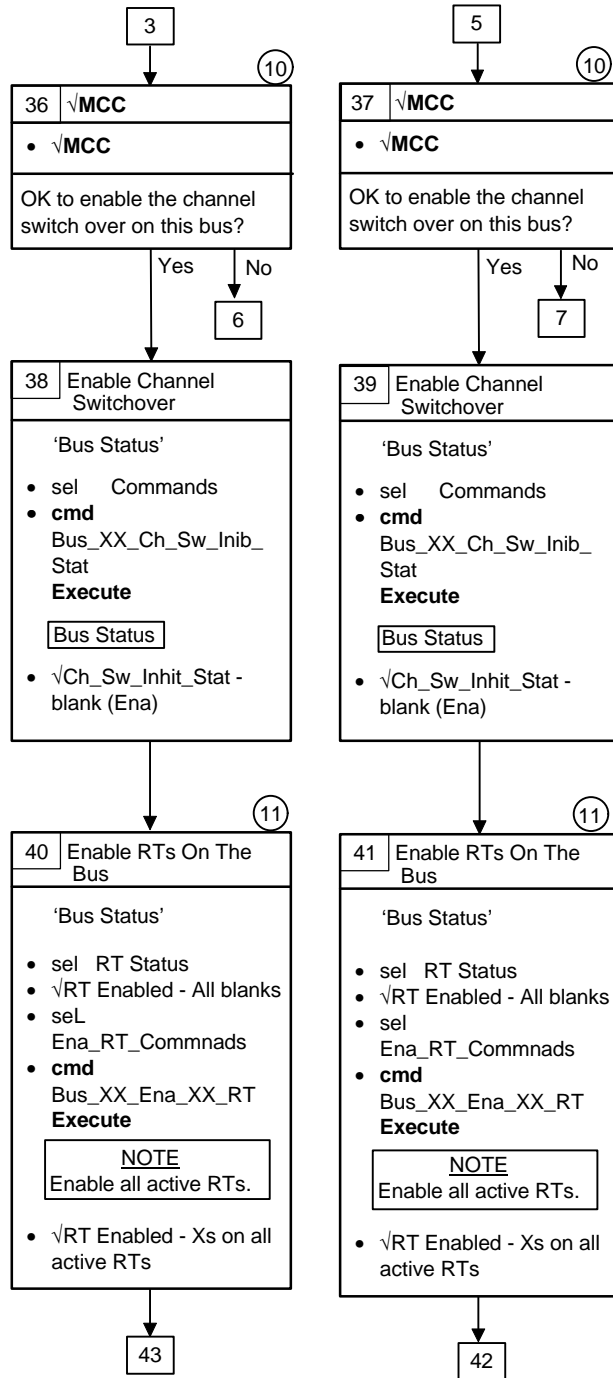 3
10
36 √MCC
• √MCC
OK to enable the channel
switch over on this bus?
Yes
No
6
38 Enable Channel
Switchover
‘Bus Status’
• sel Commands
• cmd
Bus_XX_Ch_Sw_Inib_
Stat
Execute
Bus Status
• √Ch_Sw_Inhit_Stat -
blank (Ena)
11
40 Enable RTs On The
Bus
‘Bus Status’
• sel RT Status
• √RT Enabled - All blanks
• seL
Ena_RT_Commnads
• cmd
Bus_XX_Ena_XX_RT
Execute
NOTE
Enable all active RTs.
• √RT Enabled - Xs on all
active RTs
43
5
10
37 √MCC
• √MCC
OK to enable the channel
switch over on this bus?
Yes
No
7
39 Enable Channel
Switchover
‘Bus Status’
• sel Commands
• cmd
Bus_XX_Ch_Sw_Inib_
Stat
Execute
Bus Status
• √Ch_Sw_Inhit_Stat -
blank (Ena)
11
41 Enable RTs On The
Bus
‘Bus Status’
• sel RT Status
• √RT Enabled - All blanks
• sel
Ena_RT_Commnads
• cmd
Bus_XX_Ena_XX_RT
Execute
NOTE
Enable all active RTs.
• √RT Enabled - Xs on all
active RTs
42